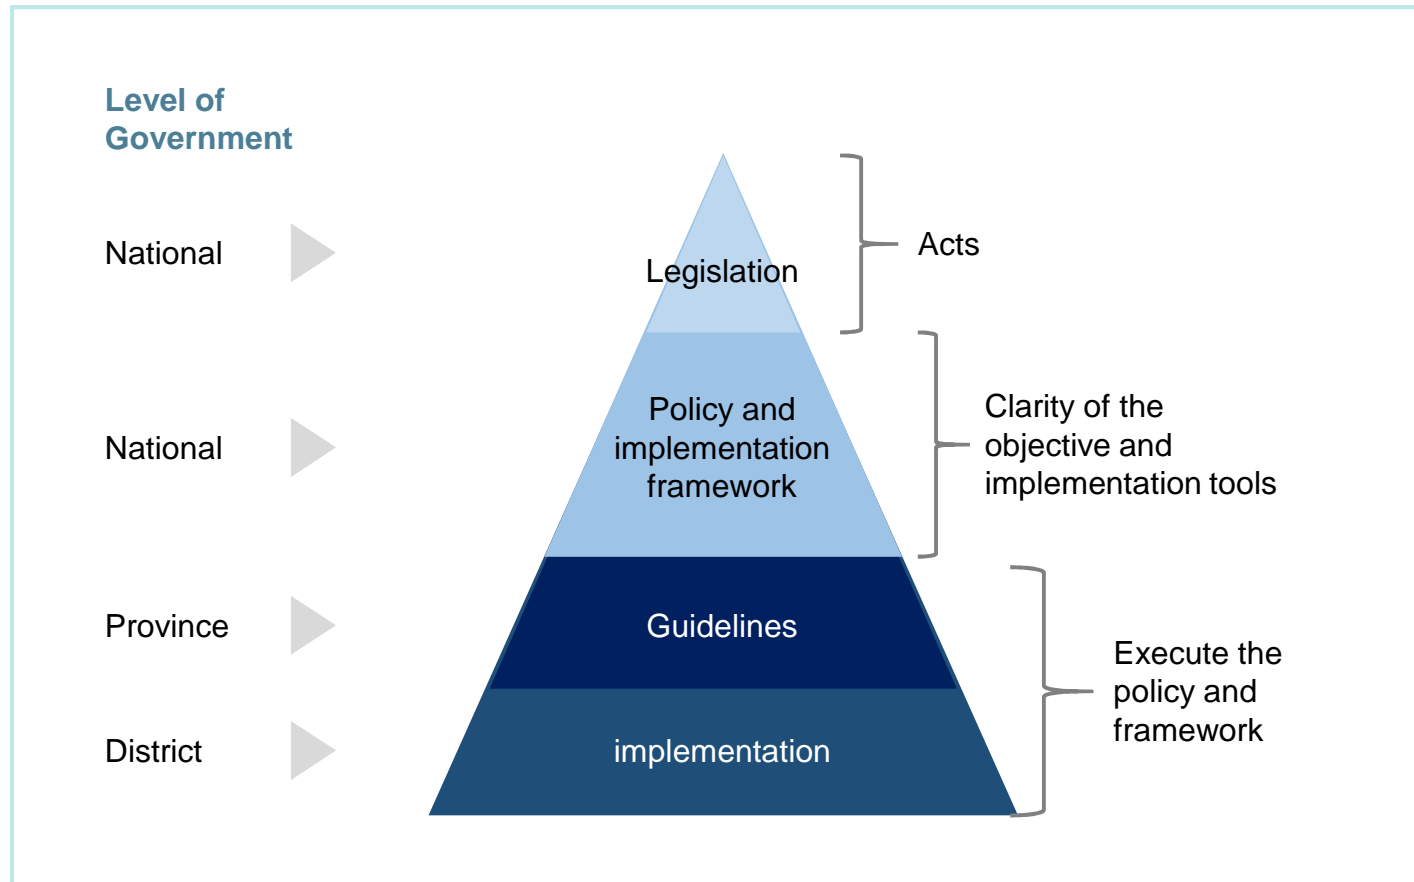 Level of
Government
National
Legislation
Acts
National
Policy and
implementation
framework
Clarity of the
objective and
implementation tools
Province
Guidelines
Execute the
policy and
framework
District
implementation